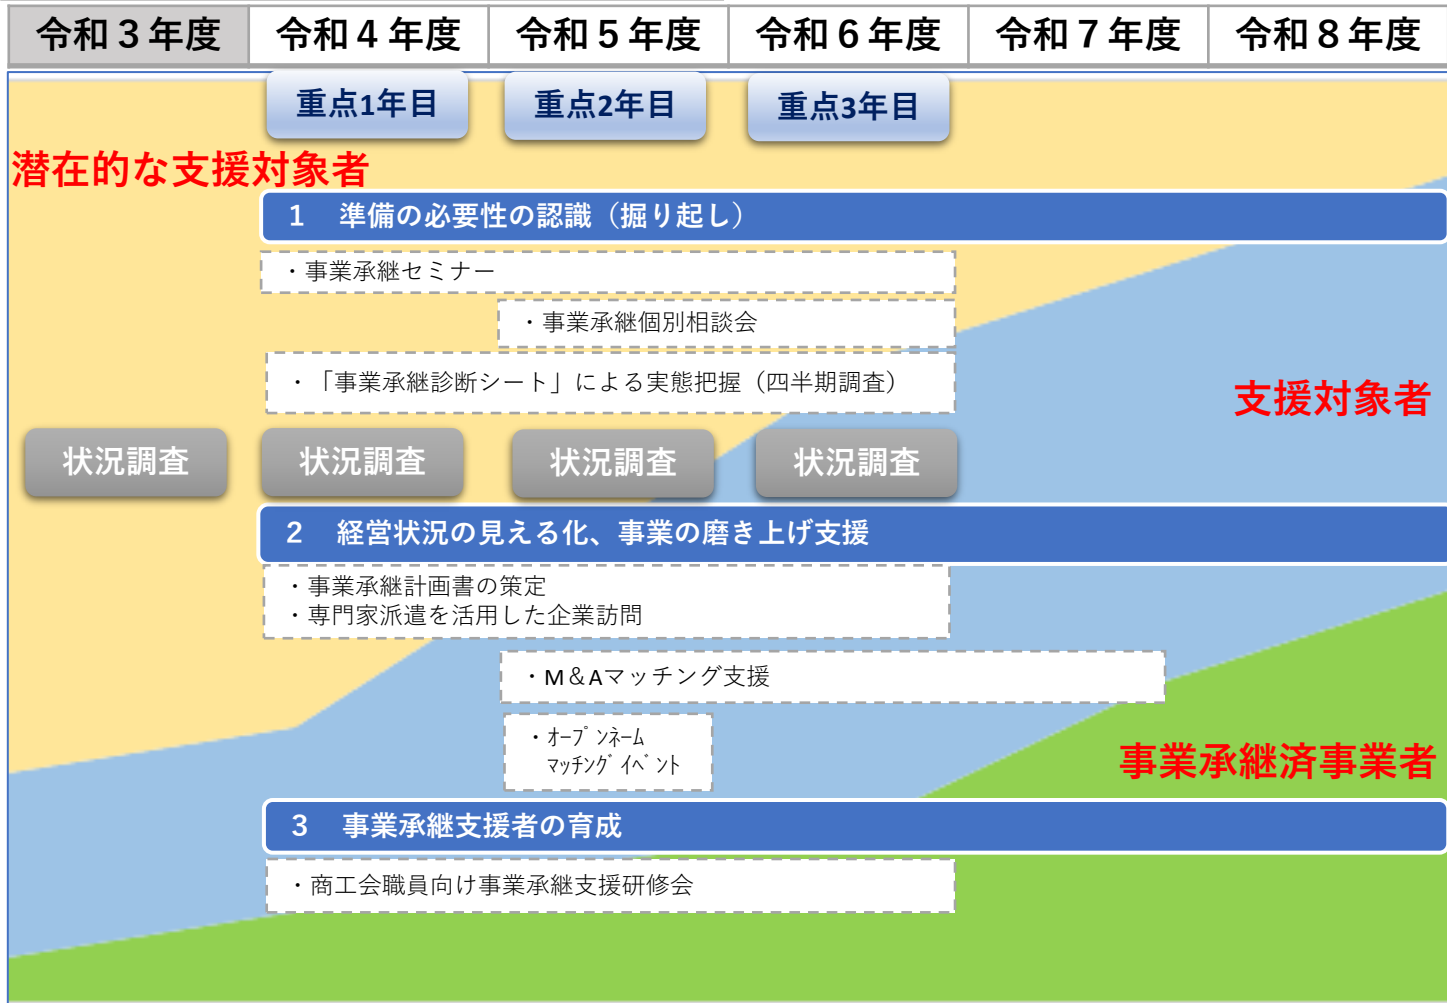 令和３年度 令和４年度 令和５年度 令和６年度 令和７年度 令和８年度
重点1年目 重点2年目 重点3年目
潜在的な支援対象者
１　準備の必要性の認識（掘り起し）
・事業承継セミナー
・事業承継個別相談会
・「事業承継診断シート」による実態把握（四半期調査）
支援対象者
状況調査 状況調査 状況調査 状況調査
２　経営状況の見える化、事業の磨き上げ支援
・事業承継計画書の策定
・専門家派遣を活用した企業訪問
・M＆Aマッチング支援
・ｵｰﾌﾟﾝﾈｰﾑ
ﾏｯﾁﾝｸﾞｲﾍﾞﾝﾄ
事業承継済事業者
３　事業承継支援者の育成
・商工会職員向け事業承継支援研修会